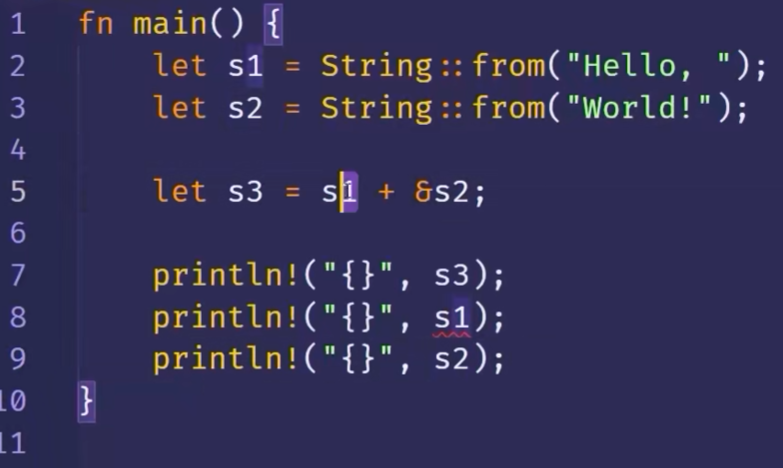 1 fn main() {
2 let s1 = String::from("Hello, ");
3 let s2 = String::from("World!");
4
5 let s3 = s1 + &s2;
6
7 println!("{}", s3);
8 println!("{}", s1);
9 println!("{}", s2);
10 }
11